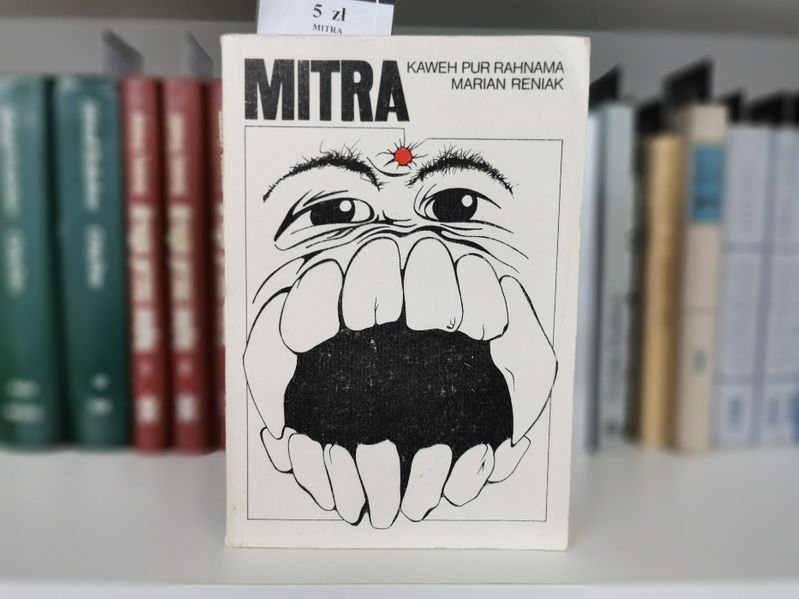 5 zł
MITRA
MITRA
KAWEH PUR RAHNAMA
MARIAN RENIAK